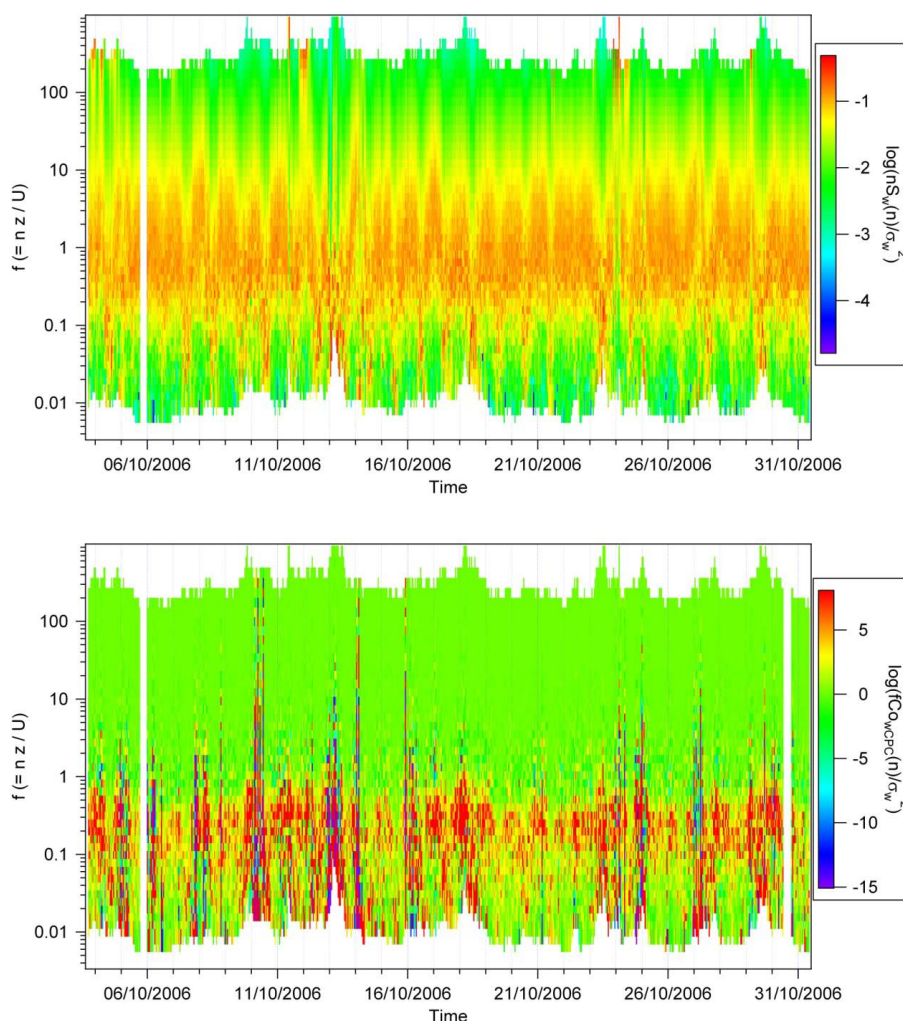 100
10
1
0.1
0.01
f (= n z / U)
06/10/2006 11/10/2006 16/10/2006 21/10/2006 26/10/2006 31/10/2006
Time
-1
-2
-3
-4
log(nS_w(n)/σ_w^2)
100
10
1
0.1
0.01
f (= n z / U)
06/10/2006 11/10/2006 16/10/2006 21/10/2006 26/10/2006 31/10/2006
Time
5
0
-5
-10
-15
log(fCo_wCPC(n)/σ_w^2)